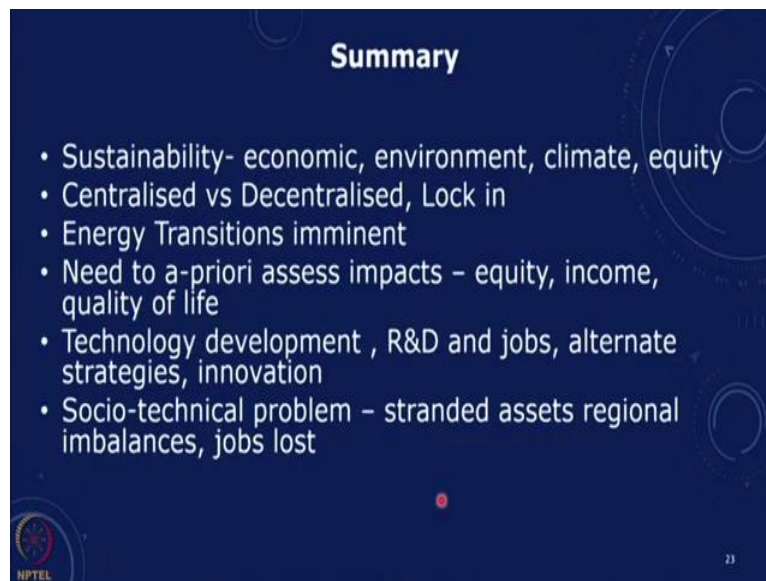 Summary
• Sustainability- economic, environment, climate, equity
• Centralised vs Decentralised, Lock in
• Energy Transitions imminent
• Need to a-priori assess impacts – equity, income,
quality of life
• Technology development , R&D and jobs, alternate
strategies, innovation
• Socio-technical problem – stranded assets regional
imbalances, jobs lost
NPTEL
23